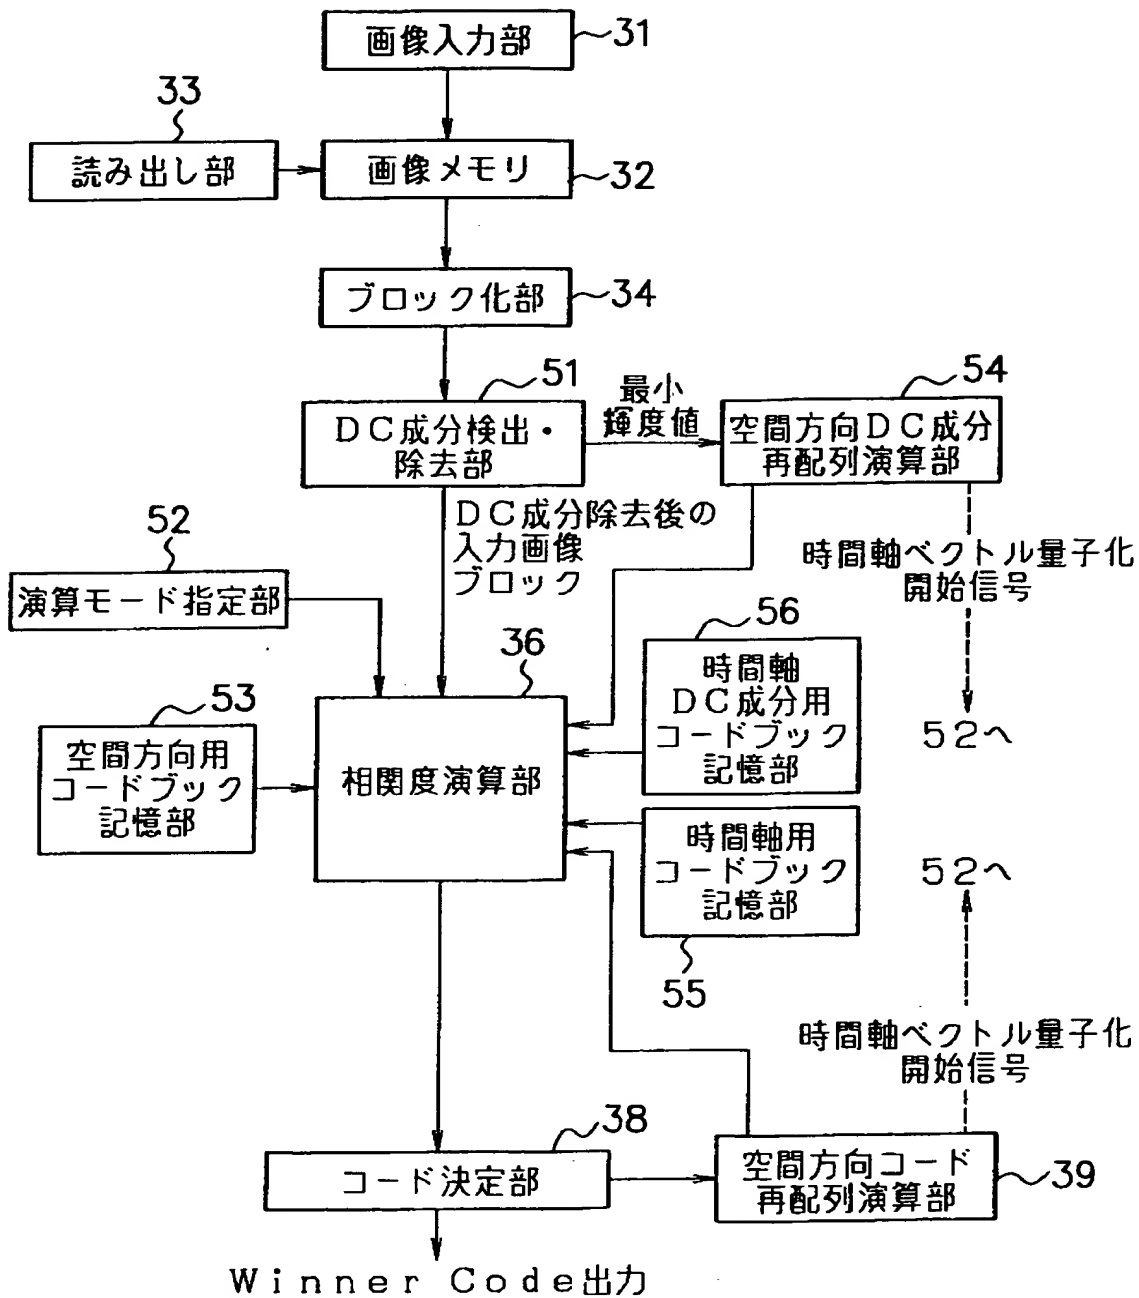 画像入力部
31
33
読み出し部
画像メモリ
32
ブロック化部
34
51
DC成分検出・
除去部
最小
輝度値
54
空間方向DC成分
再配列演算部
DC成分除去後の
入力画像
ブロック
52
演算モード指定部
時間軸ベクトル量子化
開始信号
36
56
時間軸
DC成分用
コードブック
記憶部
53
空間方向用
コードブック
記憶部
相関度演算部
52へ
時間軸用
コードブック
記憶部
55
52へ
時間軸ベクトル量子化
開始信号
38
コード決定部
空間方向コード
再配列演算部
39
Winner Code出力